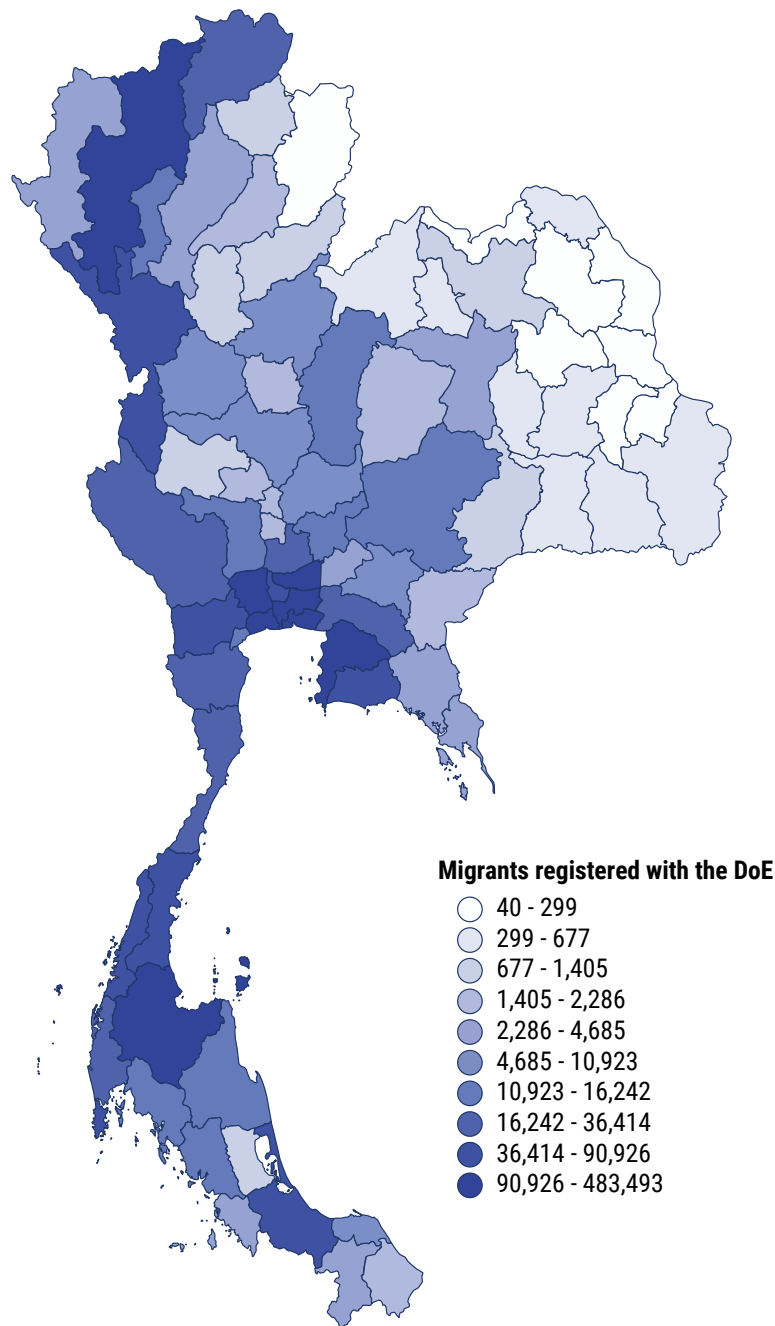 Migrants registered with the DoE
40 - 299
299 - 677
677 - 1,405
1,405 - 2,286
2,286 - 4,685
4,685 - 10,923
10,923 - 16,242
16,242 - 36,414
36,414 - 90,926
90,926 - 483,493